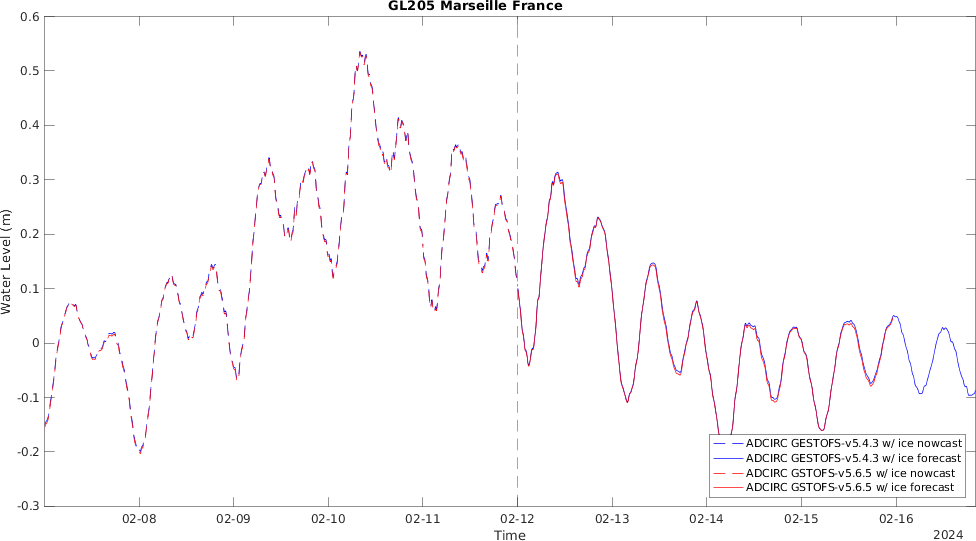 GL205 Marseille France
0.6
0.5
0.4
0.3
0.2
0.1
0
-0.1
-0.2
-0.3
Water Level (m)
ADCIRC GESTOFS-v5.4.3 w/ ice nowcast
ADCIRC GESTOFS-v5.4.3 w/ ice forecast
ADCIRC GSTOFS-v5.6.5 w/ ice nowcast
ADCIRC GSTOFS-v5.6.5 w/ ice forecast
02-08 02-09 02-10 02-11 02-12 02-13 02-14 02-15 02-16
Time
2024